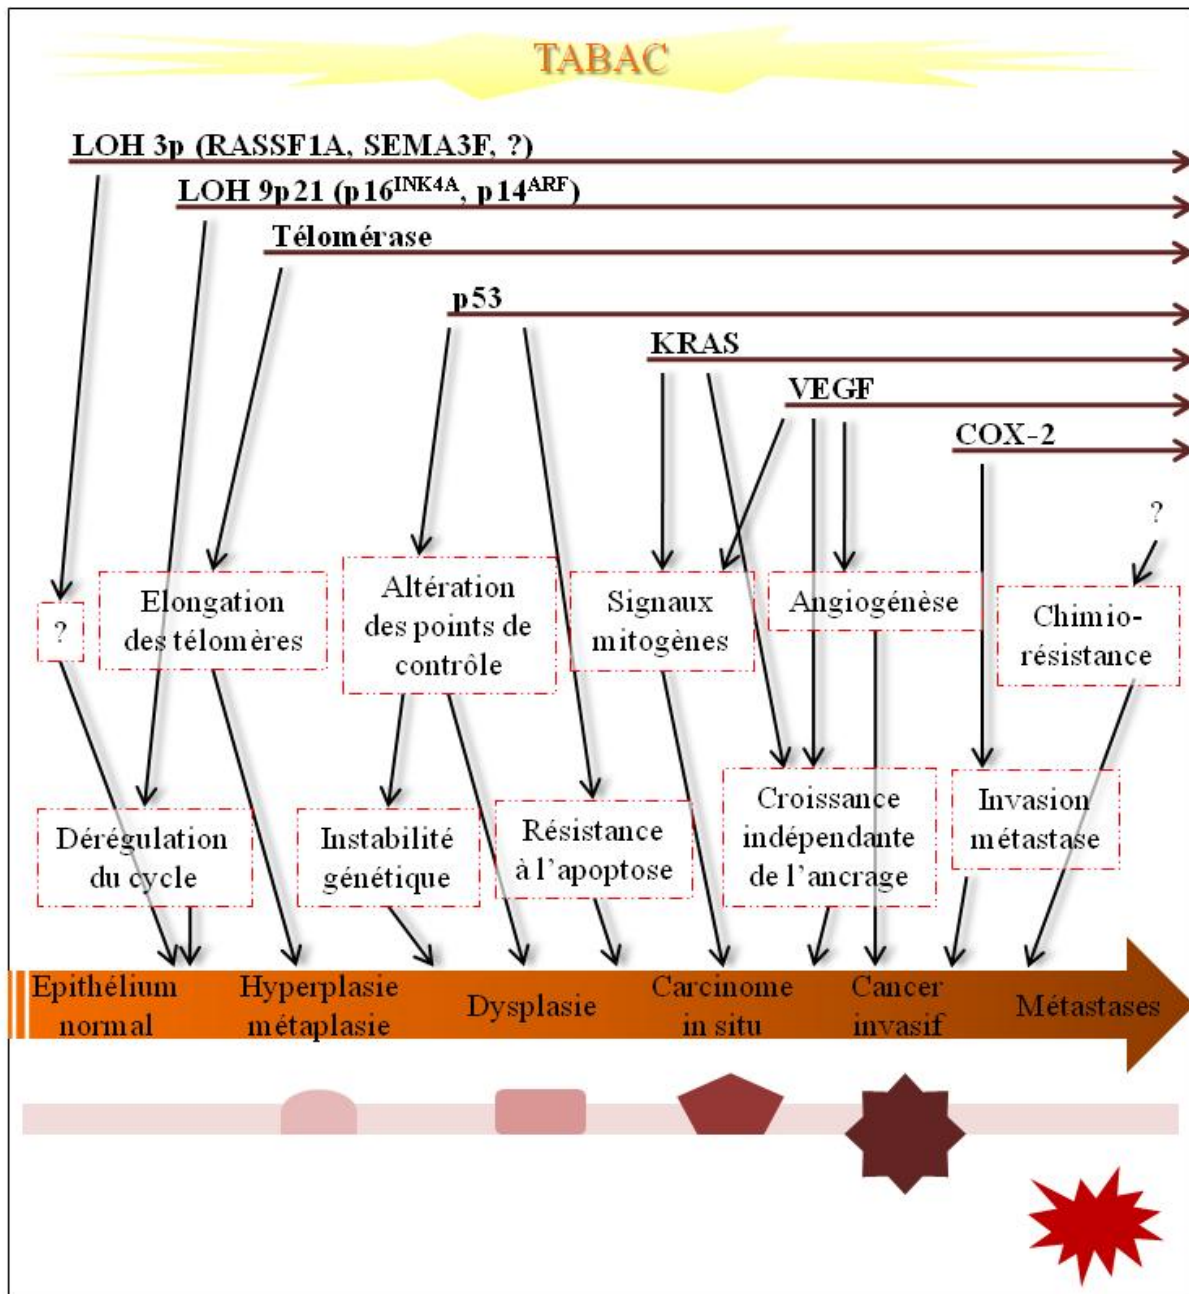 TABAC
LOH 3p (RASSF1A, SEMA3F, ?)
LOH 9p21 (p16INK4A, p14ARF)
Télomérase
p53
KRAS
VEGF
COX-2
?
?
Elongation
des télomères
Altération
des points de
contrôle
Signaux
mitogènes
Angiogénèse
Chimio-
résistance
Dérégulation
du cycle
Instabilité
génétique
Résistance
à l’apoptose
Croissance
indépendante
de l’ancrage
Invasion
métastase
Epithélium
normal
Hyperplasie
métaplasie
Dysplasie
Carcinome
in situ
Cancer
invasif
Métastases